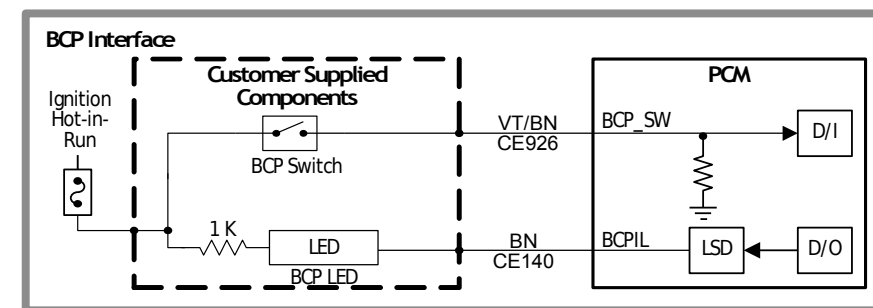 BCP Interface
Customer Supplied
Components
PCM
Ignition
Hot-in-
Run
BCP Switch
VT/BN
CE926
BCP_SW
D/I
1 K
LED
BCP LED
BN
CE140
BCPIL
LSD
D/O